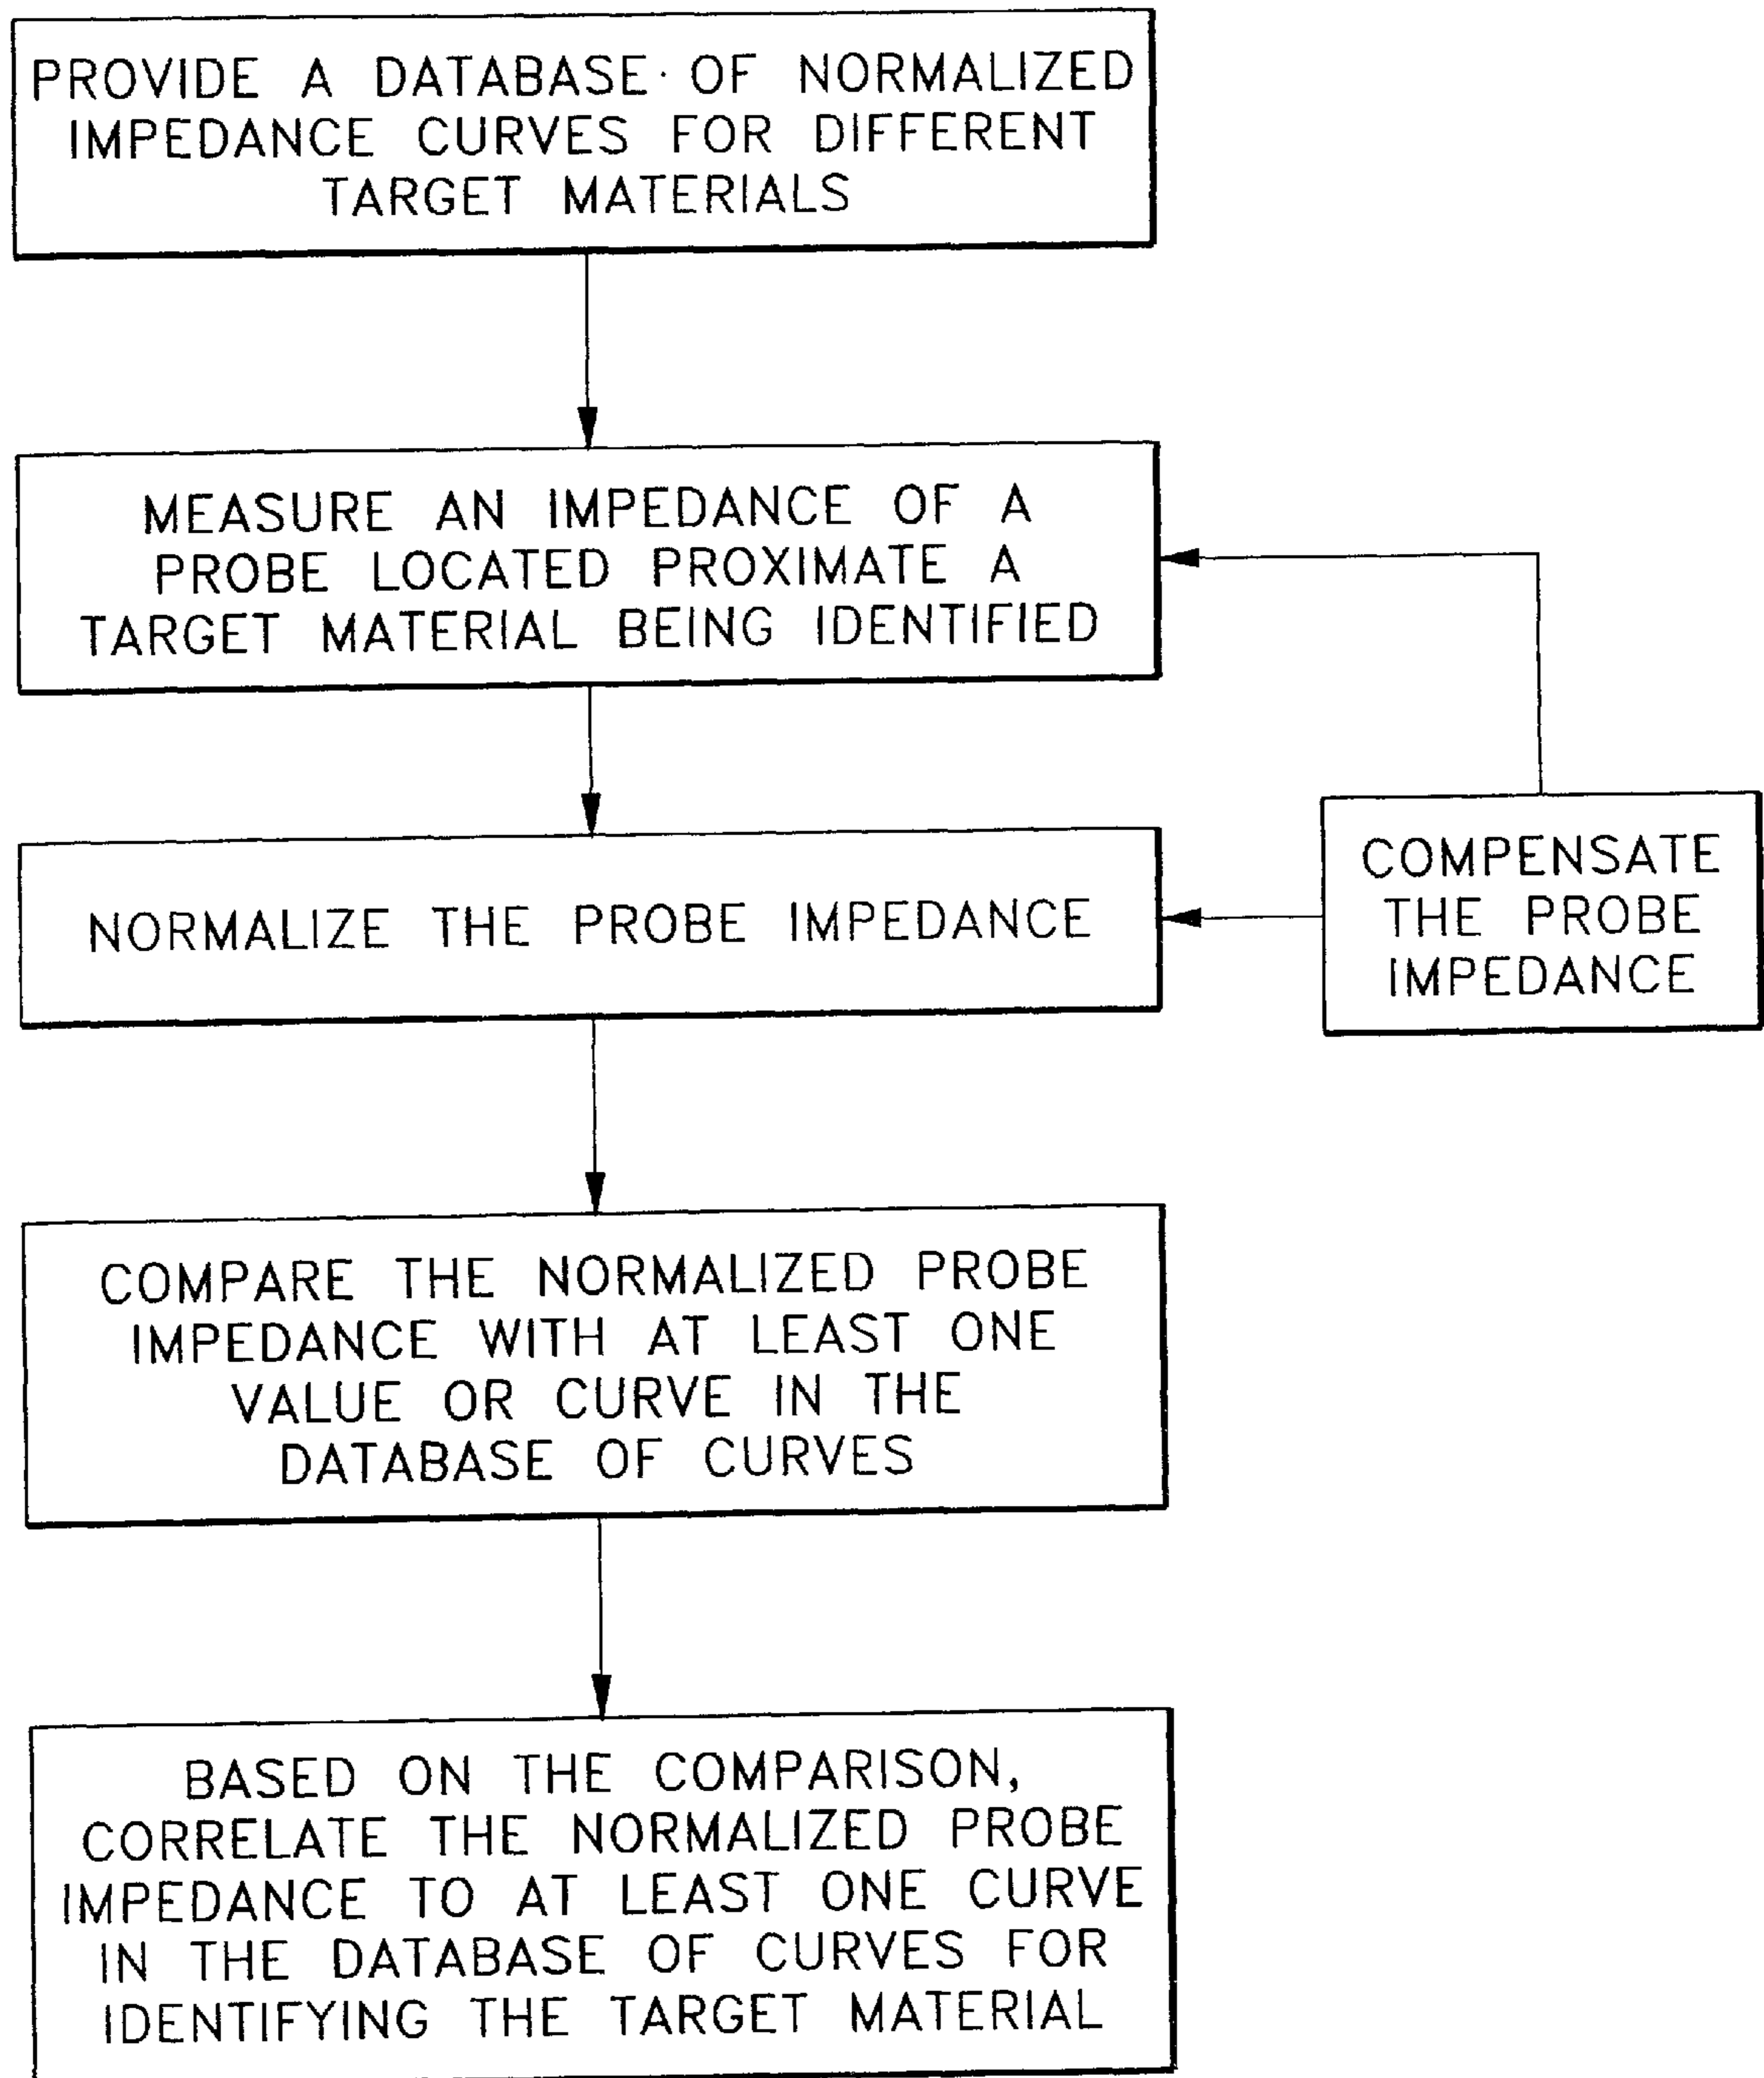 PROVIDE A DATABASE OF NORMALIZED
IMPEDANCE CURVES FOR DIFFERENT
TARGET MATERIALS
MEASURE AN IMPEDANCE OF A
PROBE LOCATED PROXIMATE A
TARGET MATERIAL BEING IDENTIFIED
NORMALIZE THE PROBE IMPEDANCE
COMPENSATE
THE PROBE
IMPEDANCE
COMPARE THE NORMALIZED PROBE
IMPEDANCE WITH AT LEAST ONE
VALUE OR CURVE IN THE
DATABASE OF CURVES
BASED ON THE COMPARISON,
CORRELATE THE NORMALIZED PROBE
IMPEDANCE TO AT LEAST ONE CURVE
IN THE DATABASE OF CURVES FOR
IDENTIFYING THE TARGET MATERIAL